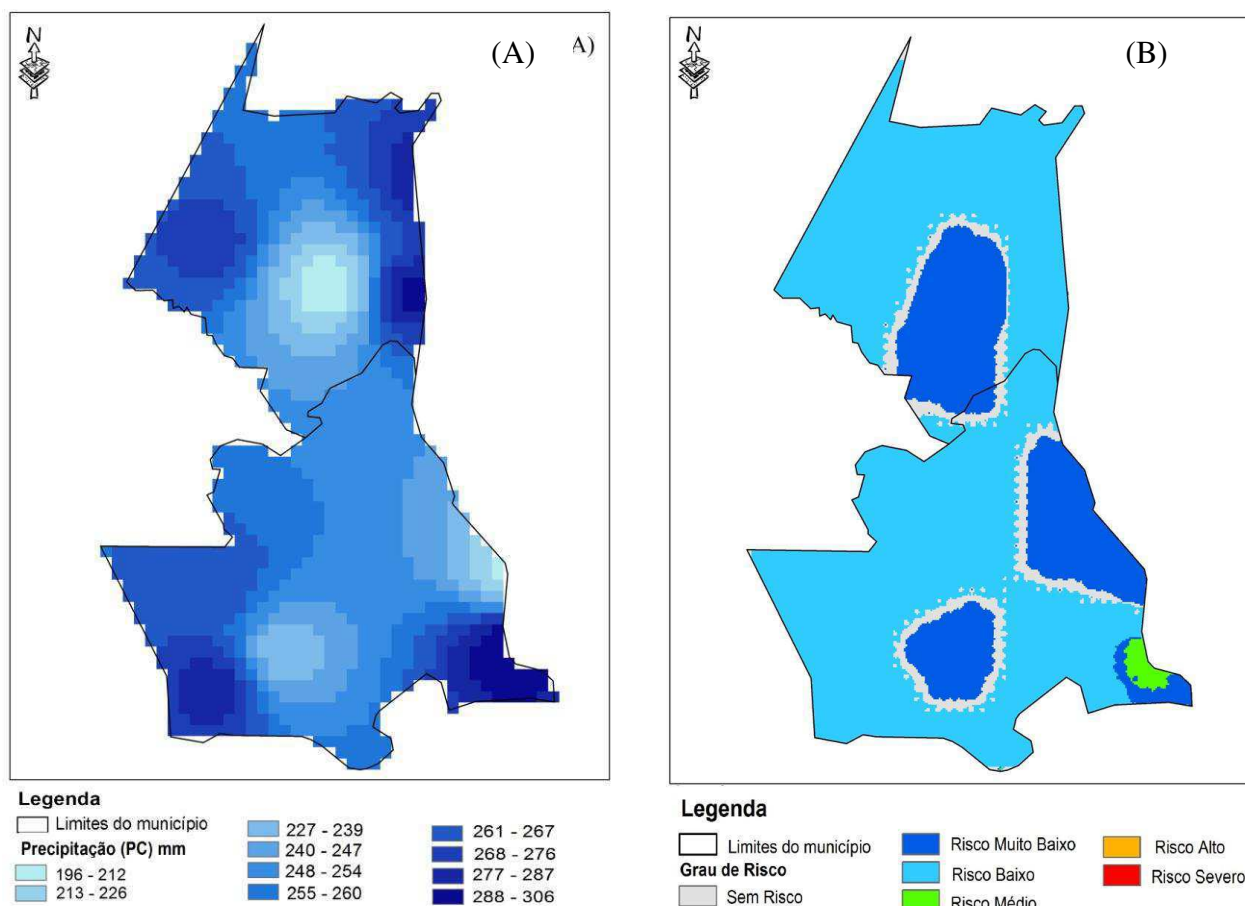 N
(A)
A)
Legenda
Limites do município
Precipitação (PC) mm
196 - 212
213 - 226
227 - 239
240 - 247
248 - 254
255 - 260
261 - 267
268 - 276
277 - 287
288 - 306
N
(B)
Legenda
Limites do município
Grau de Risco
Sem Risco
Risco Muito Baixo
Risco Baixo
Risco Médio
Risco Alto
Risco Severo